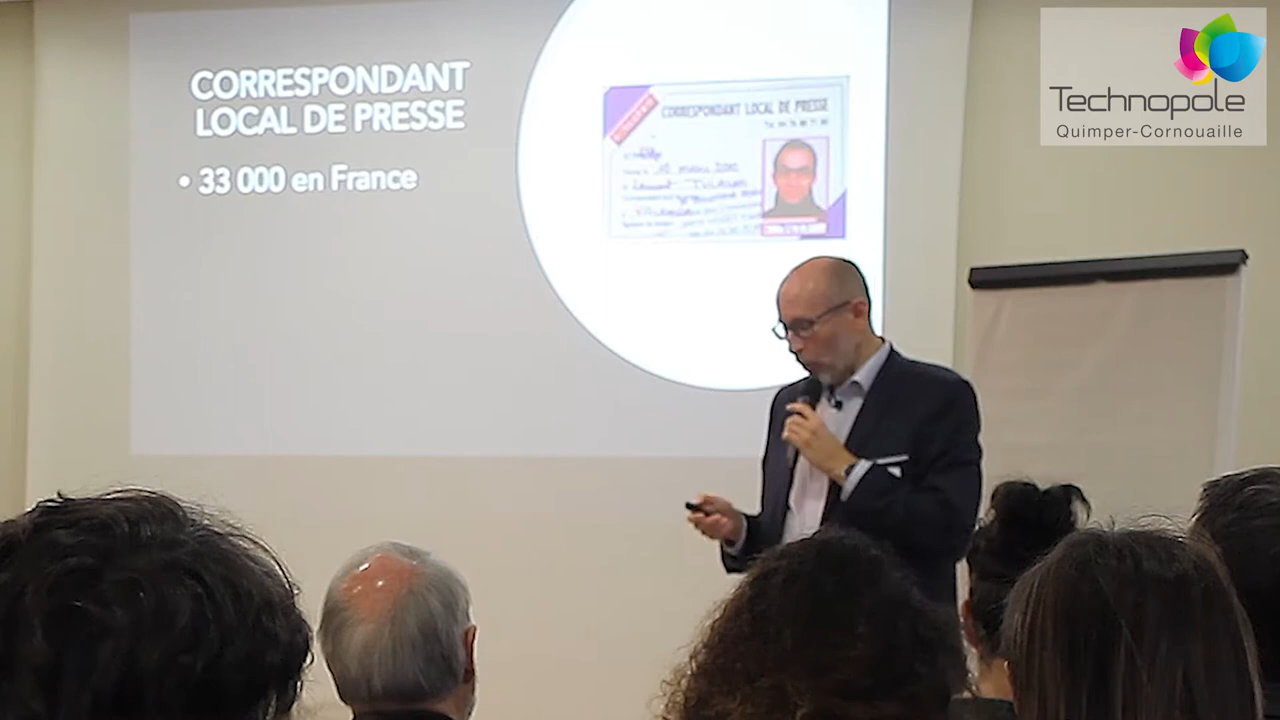 CORRESPONDANT
LOCAL DE PRESSE
• 33 000 en France
CORRESPONDANT LOCAL DE PRESSE
Technopole
Quimper-Cornouaille